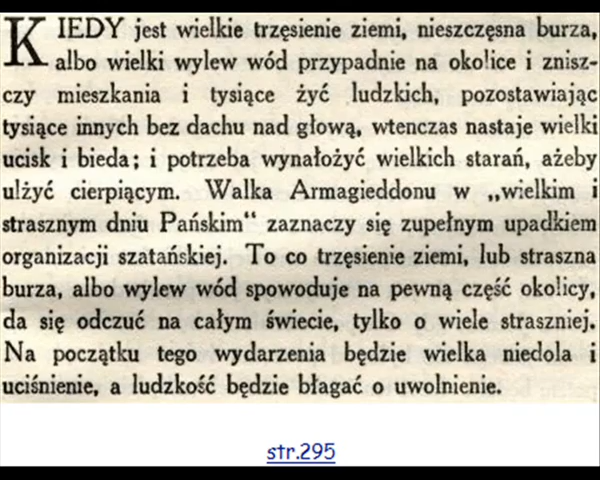 KIEDY jest wielkie trzęsienie ziemi, nieszczęsna burza,
albo wielki wylew wód przypadnie na okolice i znisz-
czy mieszkania i tysiące żyć ludzkich, pozostawiając
tysiące innych bez dachu nad głową, wtenczas nastaje wielki
ucisk i bieda; i potrzeba wynałożyć wielkich starań, ażeby
ulżyć cierpiącym. Walka Armagieddonu w „wielkim i
strasznym dniu Pańskim“ zaznaczy się zupełnym upadkiem
organizacji szatańskiej. To co trzęsienie ziemi, lub straszna
burza, albo wylew wód spowoduje na pewną część okolicy,
da się odczuć na całym świecie, tylko o wiele straszniej.
Na początku tego wydarzenia będzie wielka niedola i
uciśnienie, a ludzkość będzie błagać o uwolnienie.
str.295